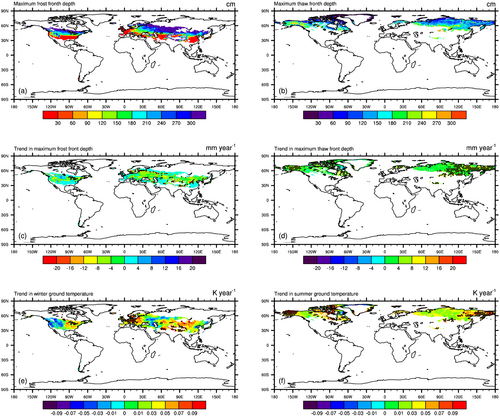 Maximum frost fronth depth
cm
90N
60N
30N
0
30S
60S
90S
(a)
180 150W 120W 90W 60W 30W 0 30E 60E 90E 120E 150E 180
30 60 90 120 150 180 210 240 270 300
Maximum thaw fronth depth
cm
90N
60N
30N
0
30S
60S
90S
(b)
180 150W 120W 90W 60W 30W 0 30E 60E 90E 120E 150E 180
30 60 90 120 150 180 210 240 270 300
Trend in maximum frost front depth
mm year-1
90N
60N
30N
0
30S
60S
90S
(c)
180 150W 120W 90W 60W 30W 0 30E 60E 90E 120E 150E 180
-20 -16 -12 -8 -4 0 4 8 12 16 20
Trend in maximum thaw front depth
mm year-1
90N
60N
30N
0
30S
60S
90S
(d)
180 150W 120W 90W 60W 30W 0 30E 60E 90E 120E 150E 180
-20 -16 -12 -8 -4 0 4 8 12 16 20
Trend in winter ground temperature
K year-1
90N
60N
30N
0
30S
60S
90S
(e)
180 150W 120W 90W 60W 30W 0 30E 60E 90E 120E 150E 180
-0.09 -0.07 -0.05 -0.03 -0.01 0 0.01 0.03 0.05 0.07 0.09
Trend in summer ground temperature
K year-1
90N
60N
30N
0
30S
60S
90S
(f)
180 150W 120W 90W 60W 30W 0 30E 60E 90E 120E 150E 180
-0.09 -0.07 -0.05 -0.03 -0.01 0 0.01 0.03 0.05 0.07 0.09